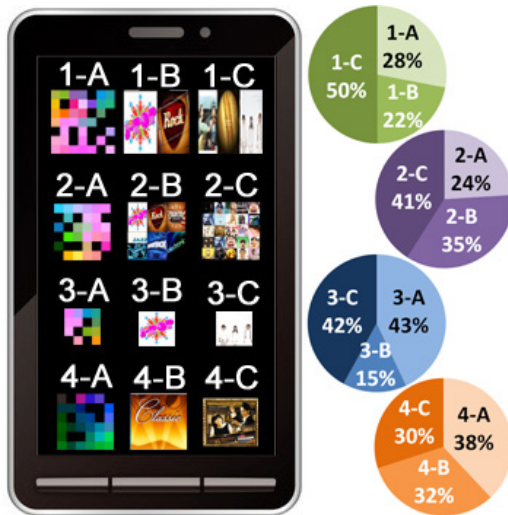 1-A 1-B 1-C
Rock
2-A 2-B 2-C
Rock
JAZZ
3-A 3-B 3-C
4-A 4-B 4-C
Classic
1-A
28%
1-C
50%
1-B
22%
2-A
24%
2-C
41%
2-B
35%
3-C
42%
3-A
43%
3-B
15%
4-C
30%
4-A
38%
4-B
32%